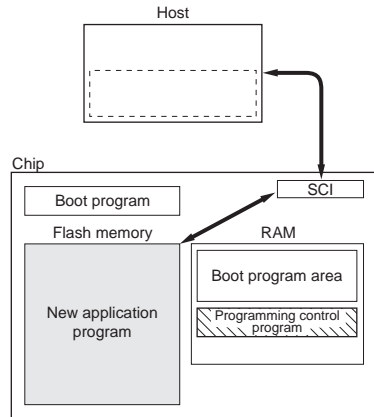 Host
Chip
SCI
Boot program
Flash memory
RAM
New application
program
Boot program area
Programming control
program